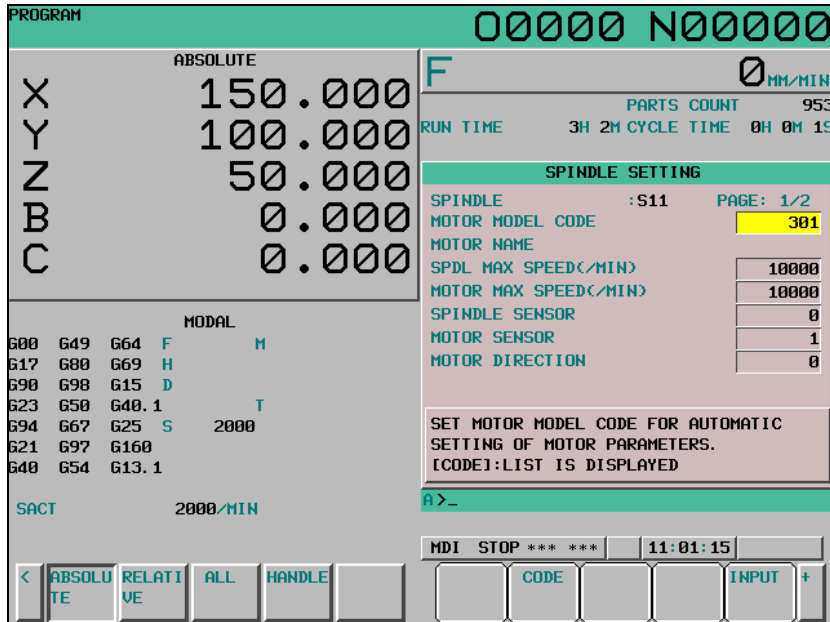 PROGRAM
O0000 N00000
ABSOLUTE
X 150.000
Y 100.000
Z 50.000
B 0.000
C 0.000
F 0 MM/MIN
PARTS COUNT 953
RUN TIME 3H 2M CYCLE TIME 0H 0M 1S
SPINDLE SETTING
SPINDLE :S11 PAGE: 1/2
MOTOR MODEL CODE 301
MOTOR NAME
SPDL MAX SPEED(/MIN) 10000
MOTOR MAX SPEED(/MIN) 10000
SPINDLE SENSOR 0
MOTOR SENSOR 1
MOTOR DIRECTION 0
SET MOTOR MODEL CODE FOR AUTOMATIC
SETTING OF MOTOR PARAMETERS.
[CODE]:LIST IS DISPLAYED
MODAL
G00 G49 G64 F M
G17 G80 G69 H
G90 G98 G15 D
G23 G50 G40.1 T
G94 G67 G25 S 2000
G21 G97 G160
G40 G54 G13.1
SACT 2000/MIN
A>_
MDI STOP *** *** 11:01:15
< ABSOLUTE RELATIVE ALL HANDLE
CODE INPUT +